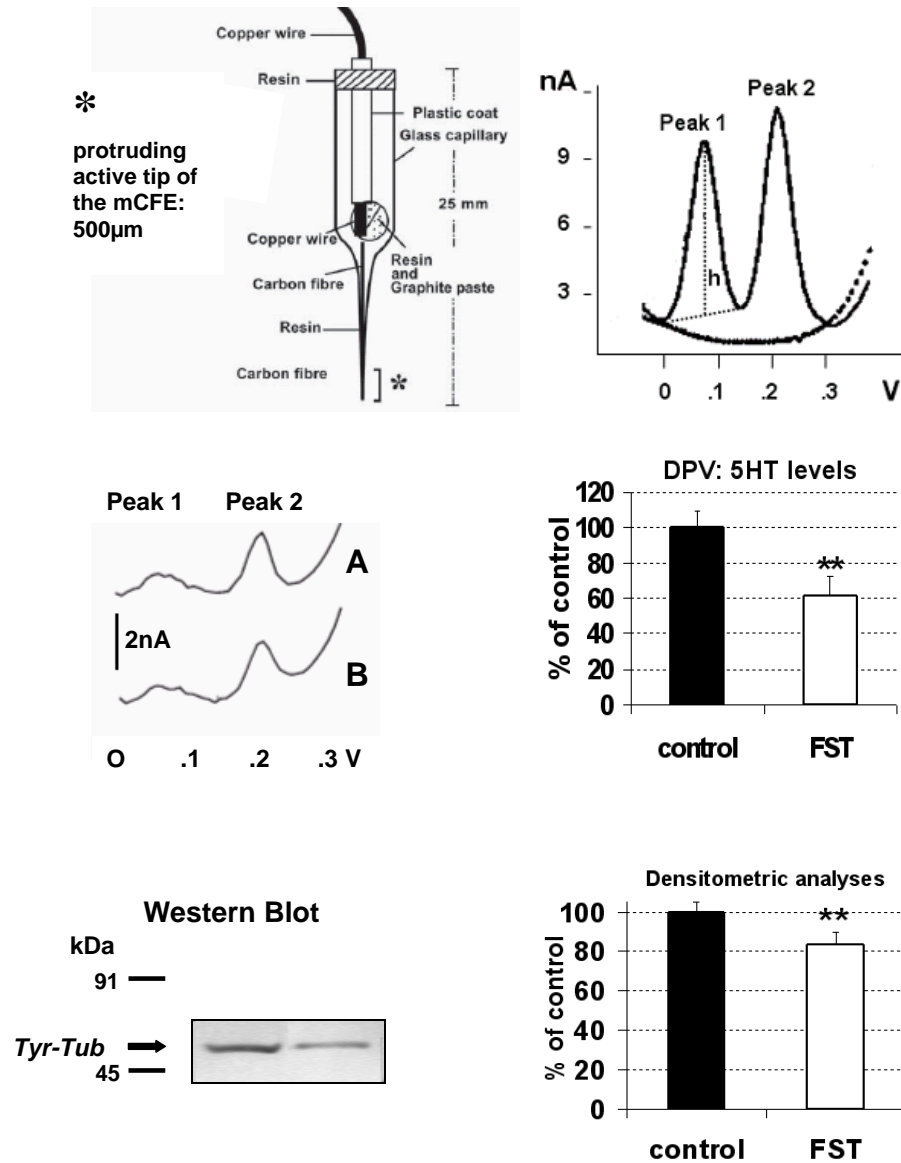 Copper wire
Resin
*
protruding
active tip of
the mCFE:
500µm
Plastic coat
Glass capillary
25 mm
Copper wire
Resin
and
Graphite paste
Carbon fibre
Resin
Carbon fibre
*
nA
Peak 1
Peak 2
9
6
3
h
0 .1 .2 .3 V
Peak 1 Peak 2
A
2nA
B
O .1 .2 .3 V
DPV: 5HT levels
% of control
120
100
80
60
40
20
0
**
control FST
Western Blot
kDa
91
Tyr-Tub
45
Densitometric analyses
% of control
100
80
60
40
20
0
**
control FST